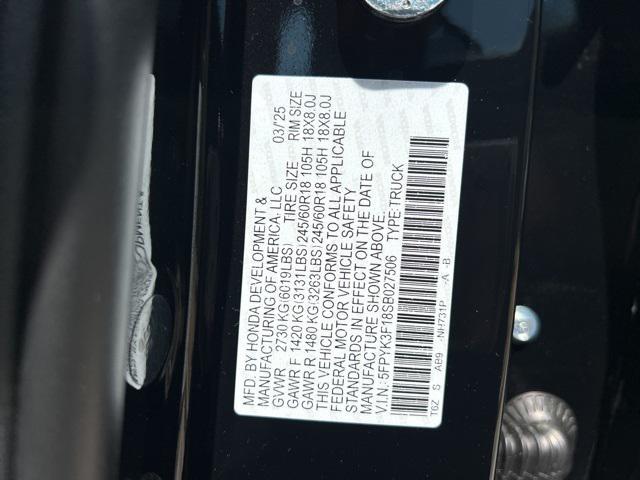 MFD. BY HONDA DEVELOPMENT &
MANUFACTURING OF AMERICA, LLC 03/25
GVWR 2730 KG(6019LBS) TIRE SIZE RIM SIZE
GAWR F 1420 KG(3131LBS) 245/60R18 105H 18X8.0J
GAWR R 1480 KG(3263LBS) 245/60R18 105H 18X8.0J
THIS VEHICLE CONFORMS TO ALL APPLICABLE
FEDERAL MOTOR VEHICLE SAFETY
STANDARDS IN EFFECT ON THE DATE OF
MANUFACTURE SHOWN ABOVE.
V.I.N.: 5FPYK3F18SB027506 TYPE:TRUCK
T6Z S AB9 NH731P -A -B